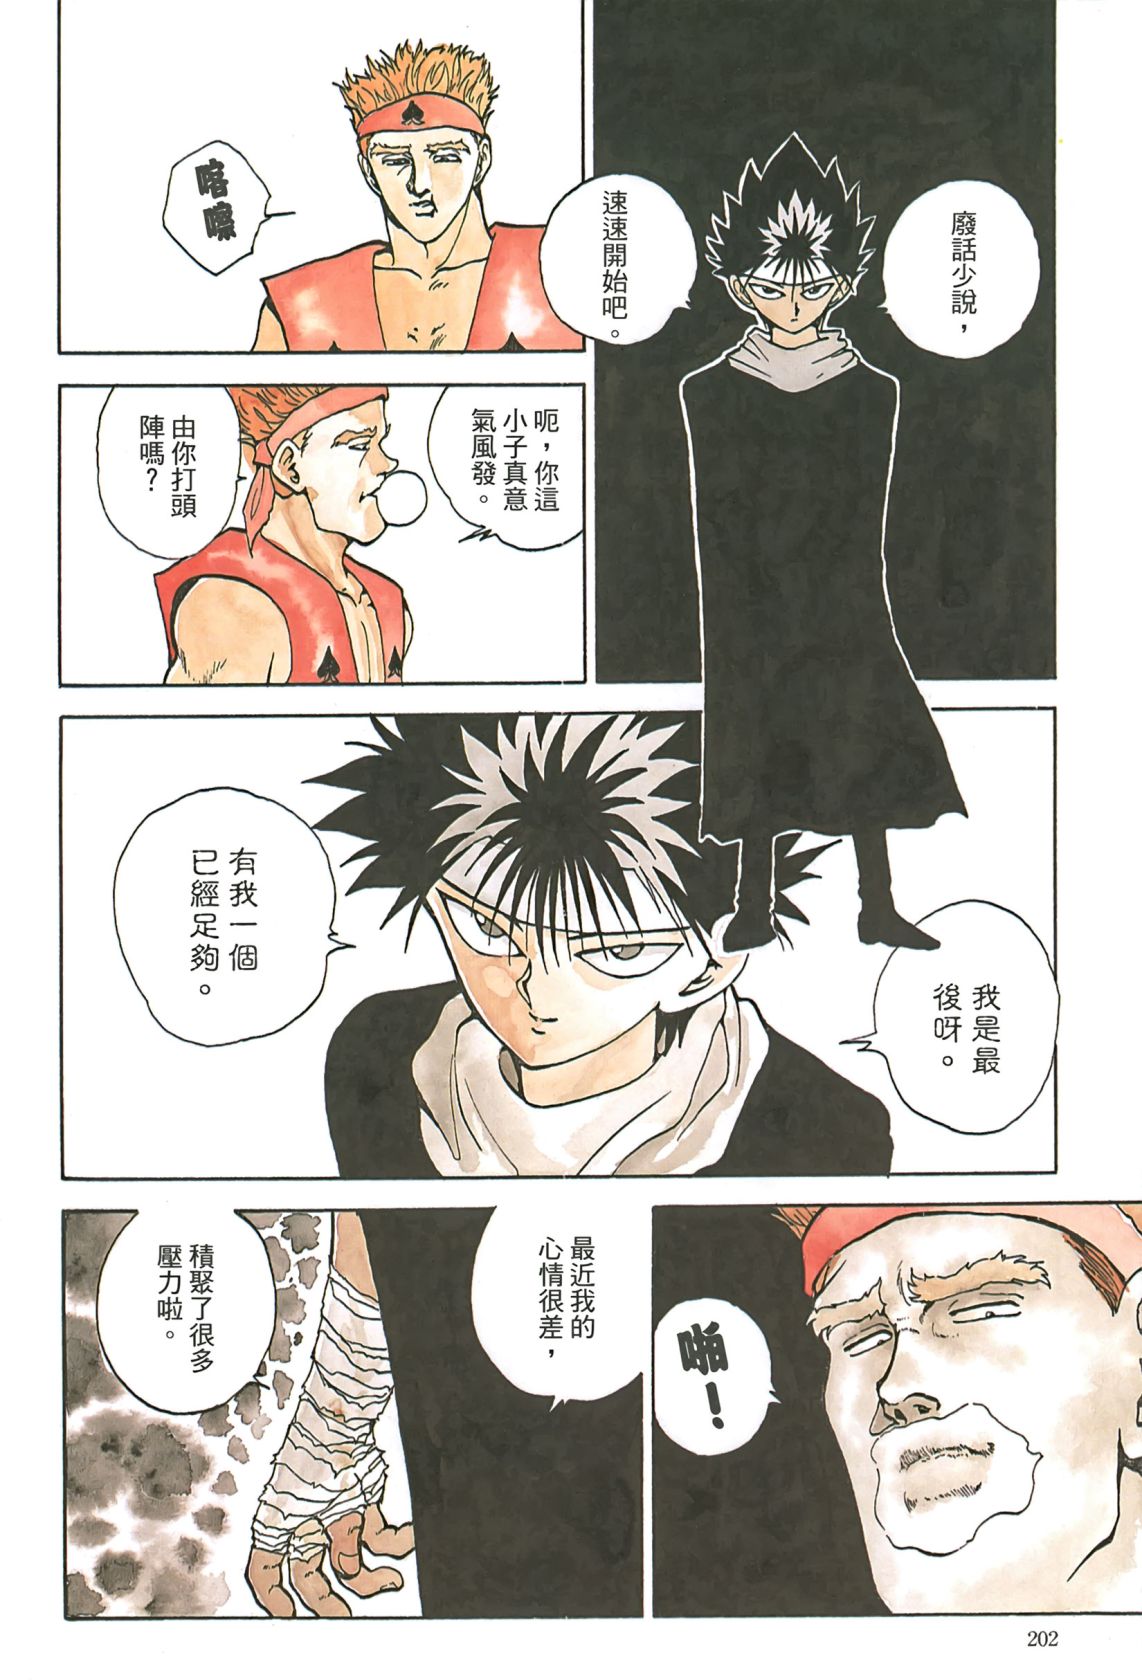 廢話少說，
速速開始吧。
喀嚓
呃，你這
小子真意
氣風發。
由你打頭
陣嗎？
我是最
後呀。
有我一個
已經足夠。
啪！
最近我的
心情很差，
積聚了很多
壓力啦。
202